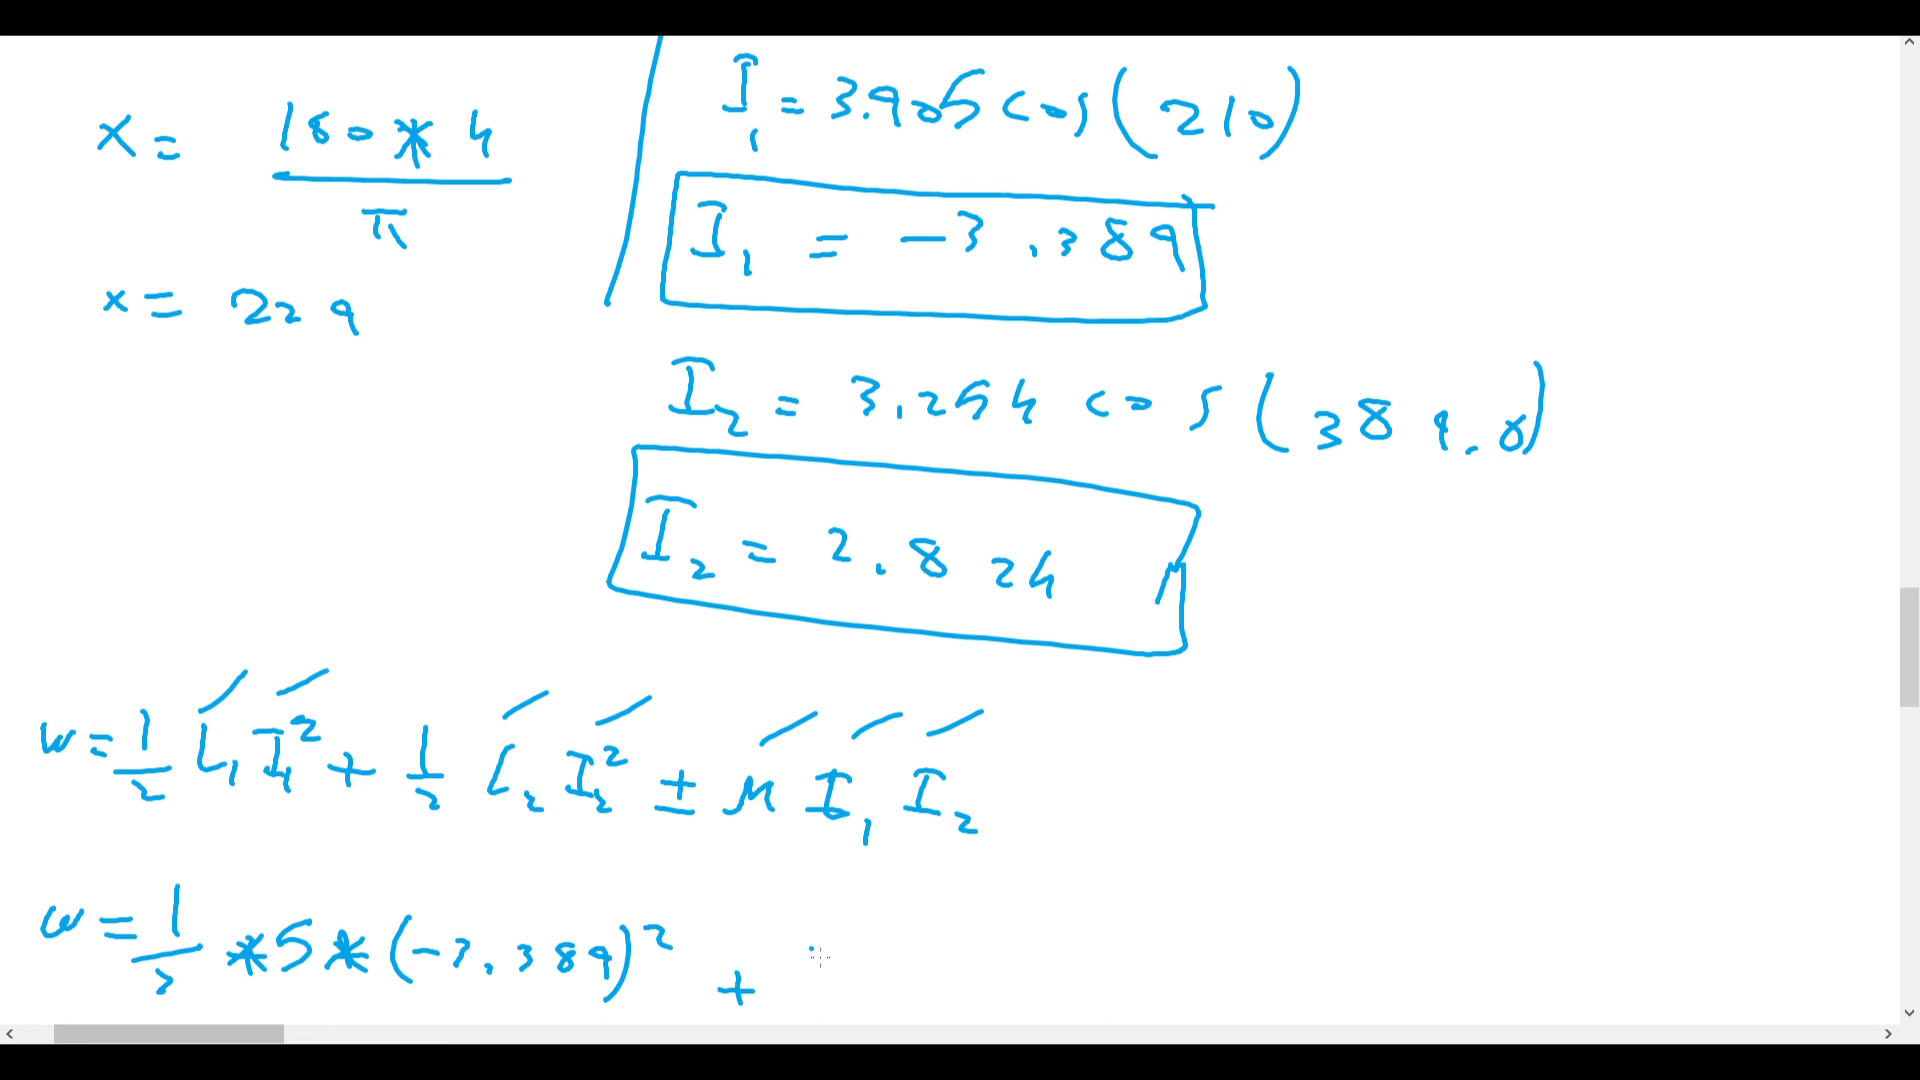 x = 180 * 4 / π
x = 229
I₁ = 3.905 cos(210)
I₁ = -3.389
I₂ = 3.254 cos(389.8)
I₂ = 2.824
w = 1/2 L₁ I₁² + 1/2 L₂ I₂² ± M I₁ I₂
w = 1/2 * 5 * (-3.389)² +